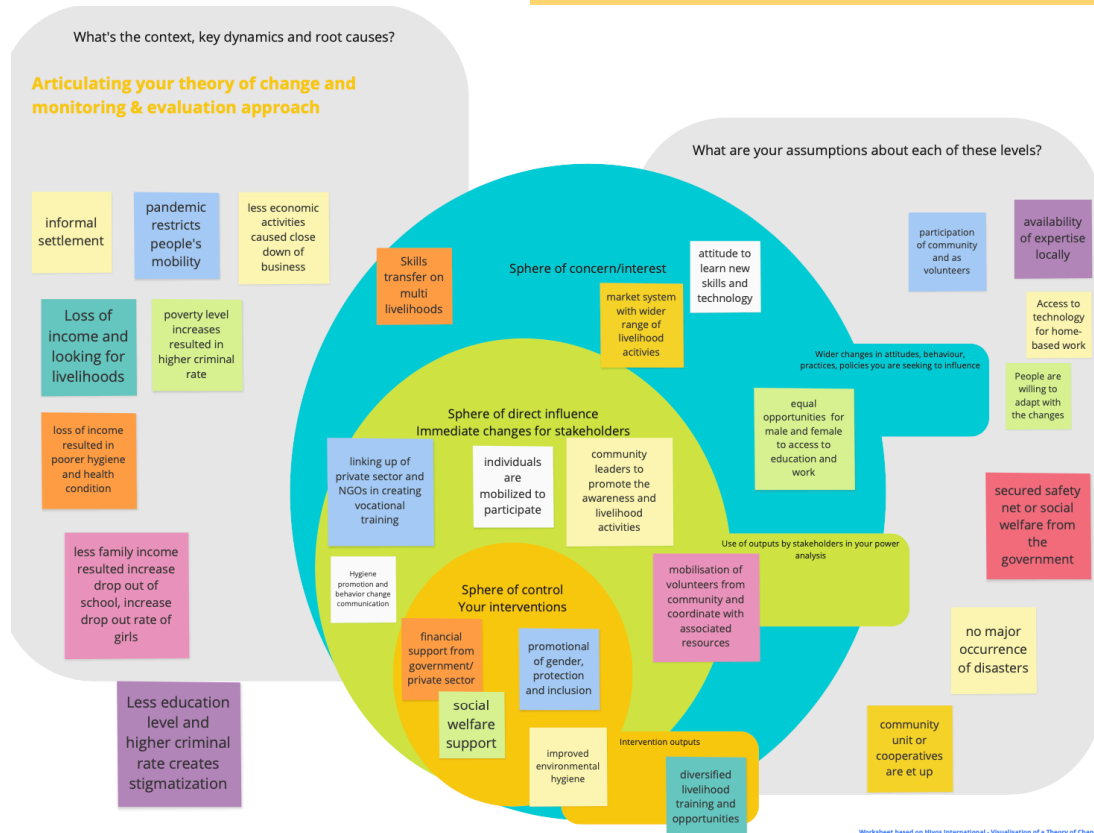 What's the context, key dynamics and root causes?
Articulating your theory of change and
monitoring & evaluation approach
informal
settlement
pandemic
restricts
people's
mobility
less economic
activities
caused close
down of
business
Loss of
income and
looking for
livelihoods
poverty level
increases
resulted in
higher criminal
rate
loss of income
resulted in
poorer hygiene
and health
condition
less family income
resulted increase
drop out of
school, increase
drop out rate of
girls
Less education
level and
higher criminal
rate creates
stigmatization
Skills
transfer on
multi
livelihoods
Sphere of concern/interest
attitude to
learn new
skills and
technology
market system
with wider
range of
livelihood
acitivies
Wider changes in attitudes, behaviour,
practices, policies you are seeking to influence
equal
opportunities for
male and female
to access to
education and
work
Sphere of direct influence
Immediate changes for stakeholders
linking up of
private sector and
NGOs in creating
vocational
training
individuals
are
mobilized to
participate
community
leaders to
promote the
awareness and
livelihood
activities
Use of outputs by stakeholders in your power
analysis
Hygiene
promotion and
behavior change
communication
mobilisation of
volunteers from
community and
coordinate with
associated
resources
Sphere of control
Your interventions
financial
support from
government/
private sector
promotional
of gender,
protection
and inclusion
social
welfare
support
improved
environmental
hygiene
Intervention outputs
diversified
livelihood
training and
opportunities
What are your assumptions about each of these levels?
participation
of community
and as
volunteers
availability
of expertise
locally
Access to
technology
for home-
based work
People are
willing to
adapt with
the changes
secured safety
net or social
welfare from
the
government
no major
occurrence
of disasters
community
unit or
cooperatives
are et up
Worksheet based on Hivos International - Visualisation of a Theory of Chan